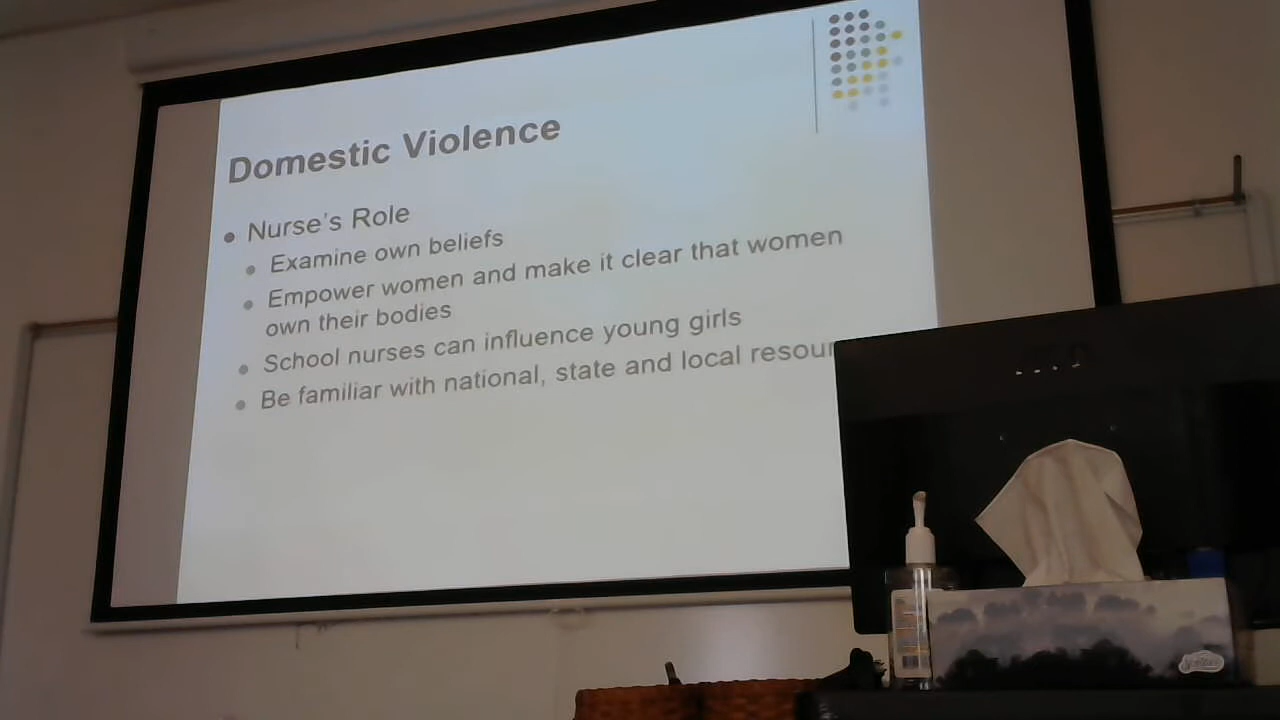 Domestic Violence
Nurse's Role
Examine own beliefs
Empower women and make it clear that women
own their bodies
School nurses can influence young girls
Be familiar with national, state and local